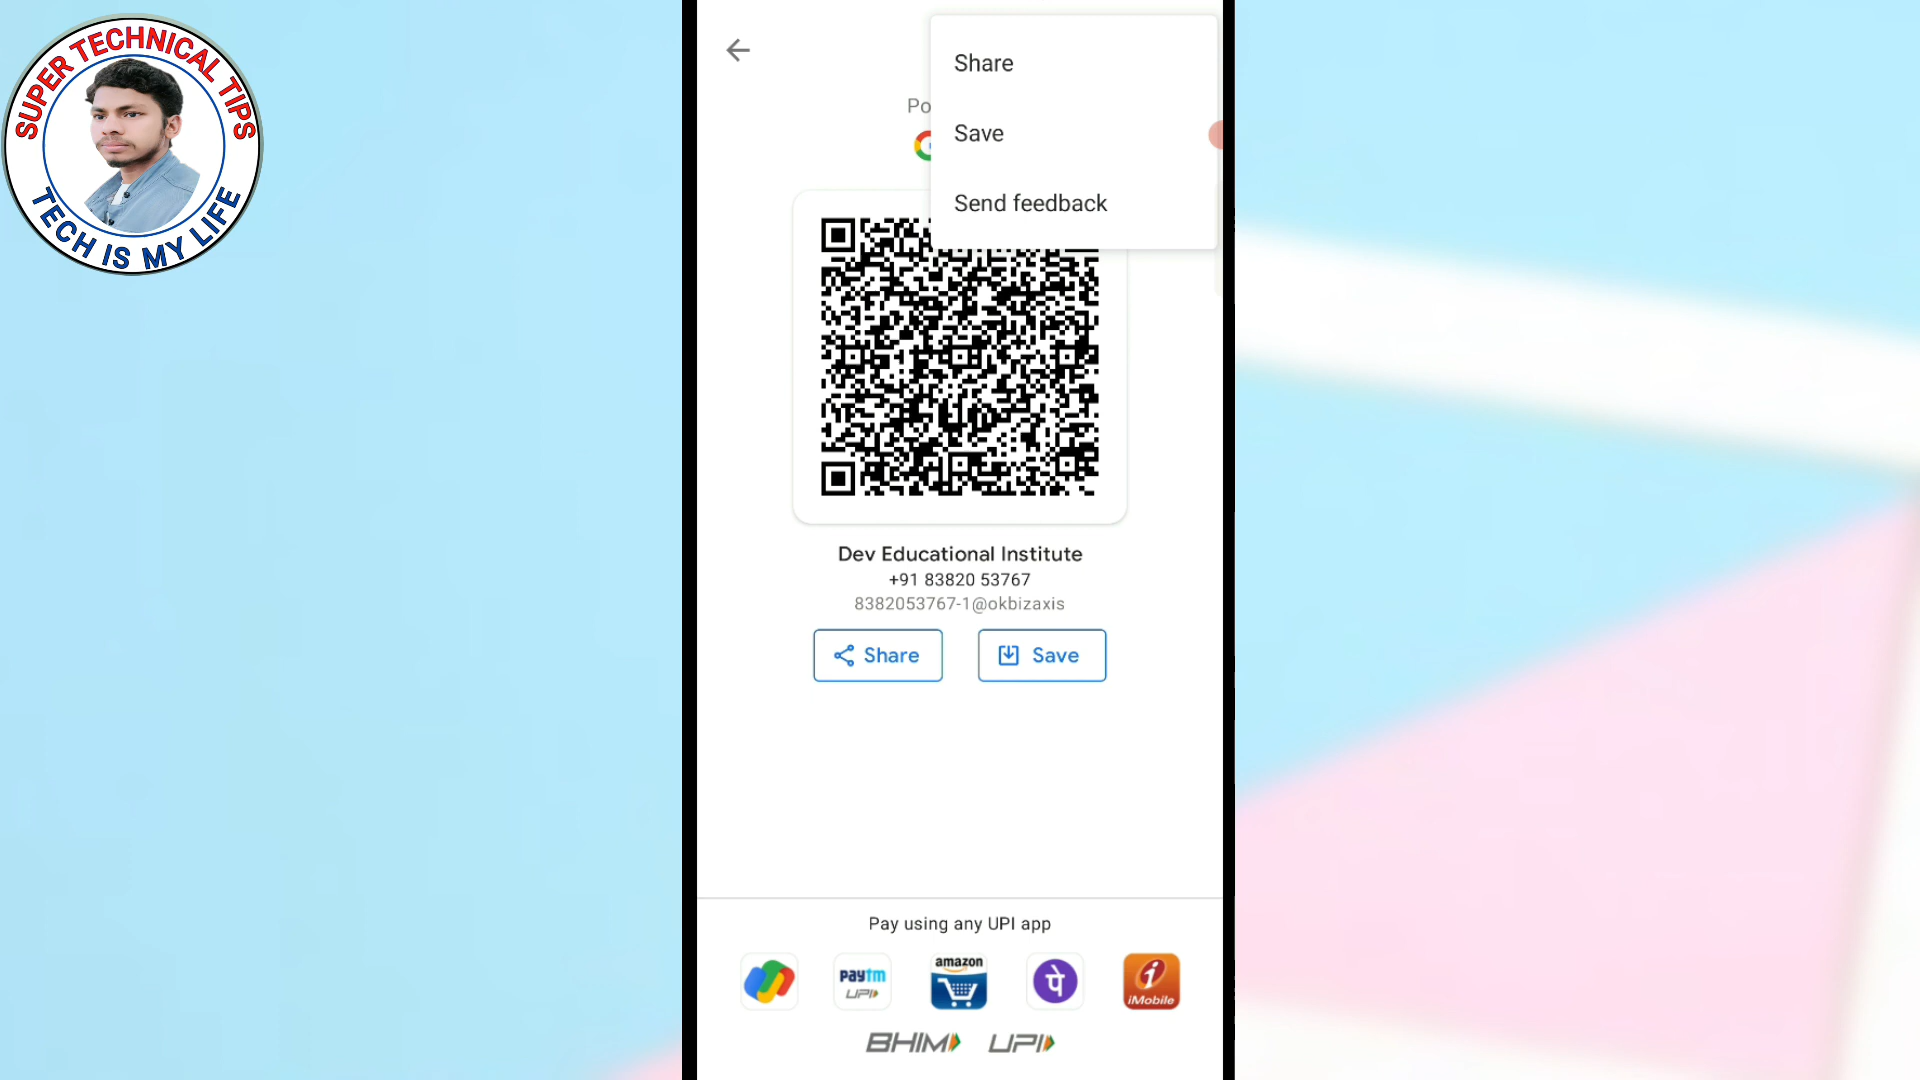 SUPER TECHNICAL TIPS
TECH IS MY LIFE
Share
Save
Send feedback
Po
Dev Educational Institute
+91 83820 53767
8382053767-1@okbizaxis
Share
Save
Pay using any UPI app
paytm
UPI
amazon
पे
i
iMobile
BHIM
UPI